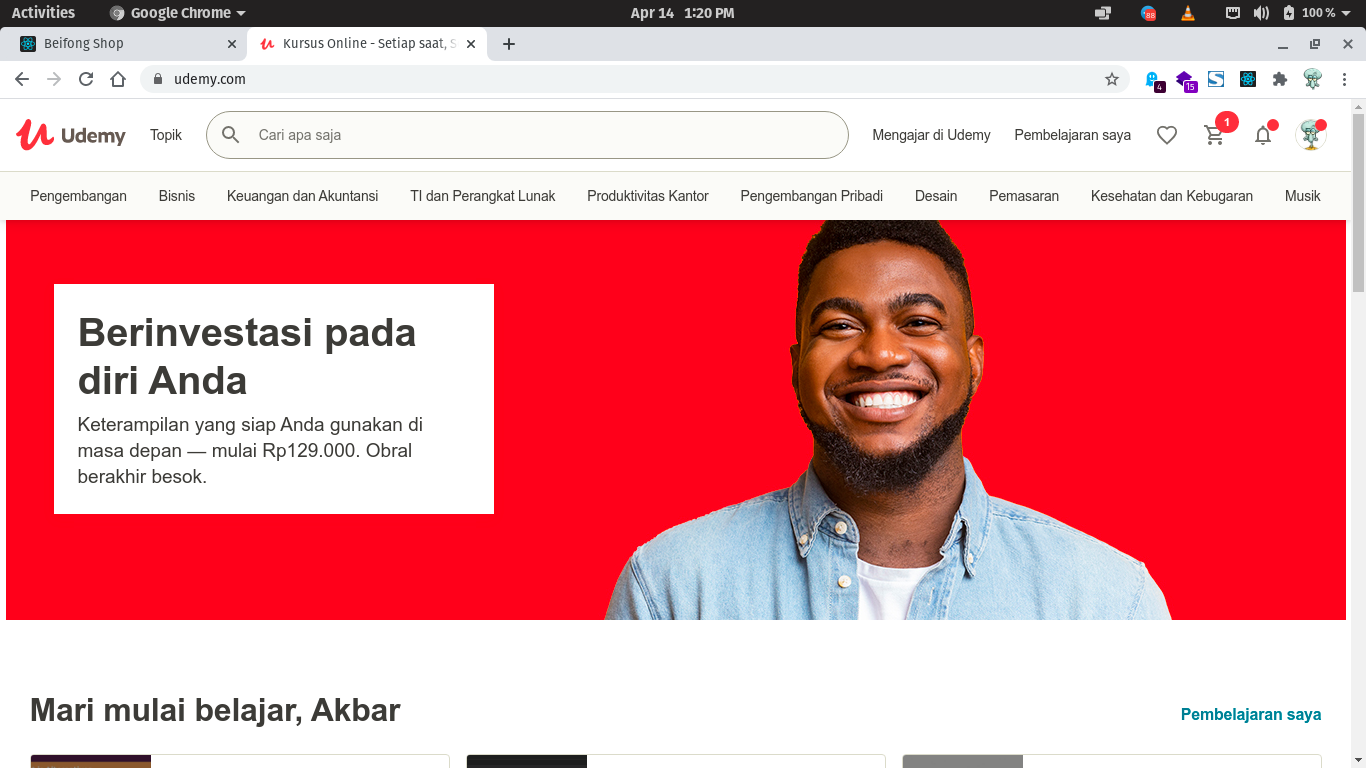 Activities
Google Chrome
Apr 14 1:20 PM
88
100 %
Beifong Shop
Kursus Online - Setiap saat, S
udemy.com
4
15
Udemy
Topik
Cari apa saja
Mengajar di Udemy
Pembelajaran saya
1
Pengembangan
Bisnis
Keuangan dan Akuntansi
TI dan Perangkat Lunak
Produktivitas Kantor
Pengembangan Pribadi
Desain
Pemasaran
Kesehatan dan Kebugaran
Musik
Berinvestasi pada
diri Anda
Keterampilan yang siap Anda gunakan di
masa depan — mulai Rp129.000. Obral
berakhir besok.
Mari mulai belajar, Akbar
Pembelajaran saya